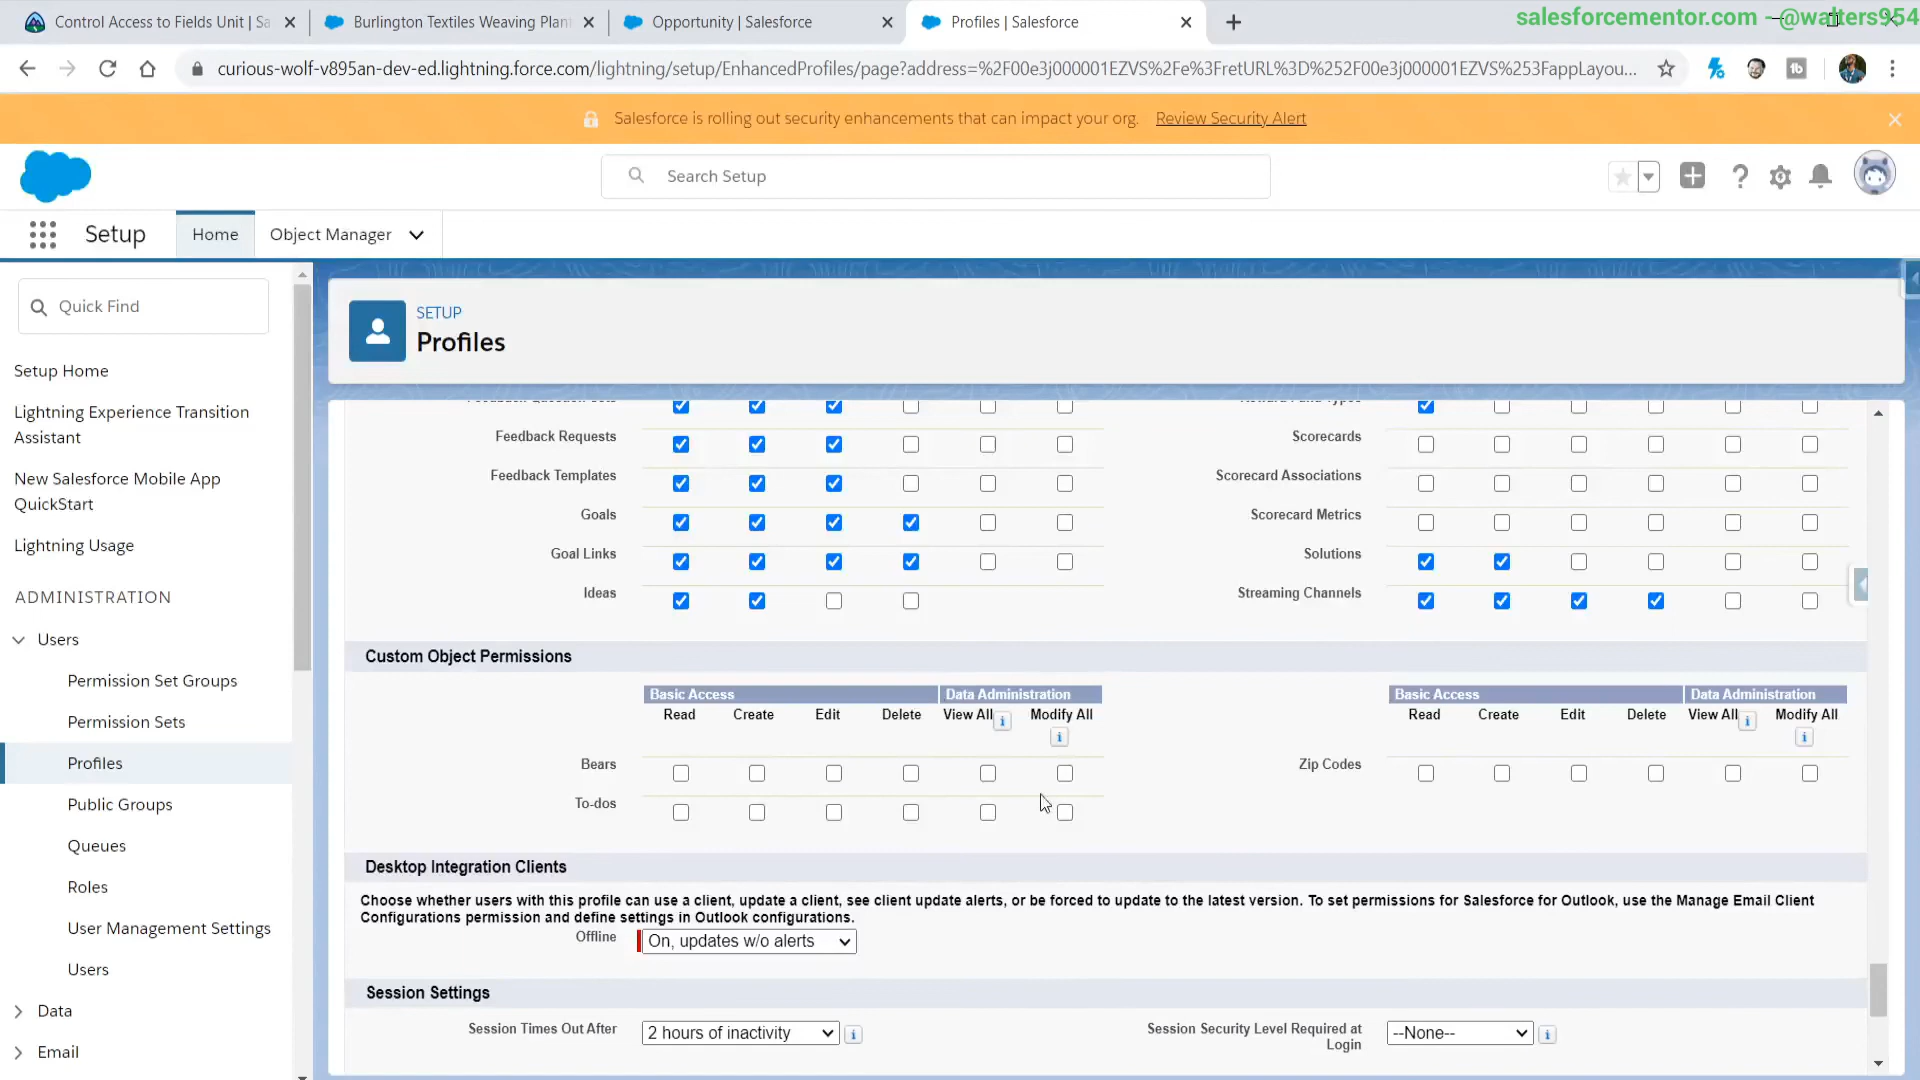 Control Access to Fields Unit | Sa
Burlington Textiles Weaving Plan
Opportunity | Salesforce
Profiles | Salesforce
salesforcementor.com - @walters954
curious-wolf-v895an-dev-ed.lightning.force.com/lightning/setup/EnhancedProfiles/page?address=%2F00e3j000001EZVS%2Fe%3FretURL%3D%252F00e3j000001EZVS%253FappLayou...
Salesforce is rolling out security enhancements that can impact your org. Review Security Alert
Search Setup
Setup
Home
Object Manager
Quick Find
Setup Home
Lightning Experience Transition
Assistant
New Salesforce Mobile App
QuickStart
Lightning Usage
ADMINISTRATION
Users
Permission Set Groups
Permission Sets
Profiles
Public Groups
Queues
Roles
User Management Settings
Users
Data
Email
SETUP
Profiles
Feedback Requests
Scorecards
Feedback Templates
Scorecard Associations
Goals
Scorecard Metrics
Goal Links
Solutions
Ideas
Streaming Channels
Custom Object Permissions
Basic Access
Data Administration
Basic Access
Data Administration
Read
Create
Edit
Delete
View All
Modify All
Read
Create
Edit
Delete
View All
Modify All
Bears
Zip Codes
To-dos
Desktop Integration Clients
Choose whether users with this profile can use a client, update a client, see client update alerts, or be forced to update to the latest version. To set permissions for Salesforce for Outlook, use the Manage Email Client
Configurations permission and define settings in Outlook configurations.
Offline
On, updates w/o alerts
Session Settings
Session Times Out After
2 hours of inactivity
Session Security Level Required at
Login
--None--